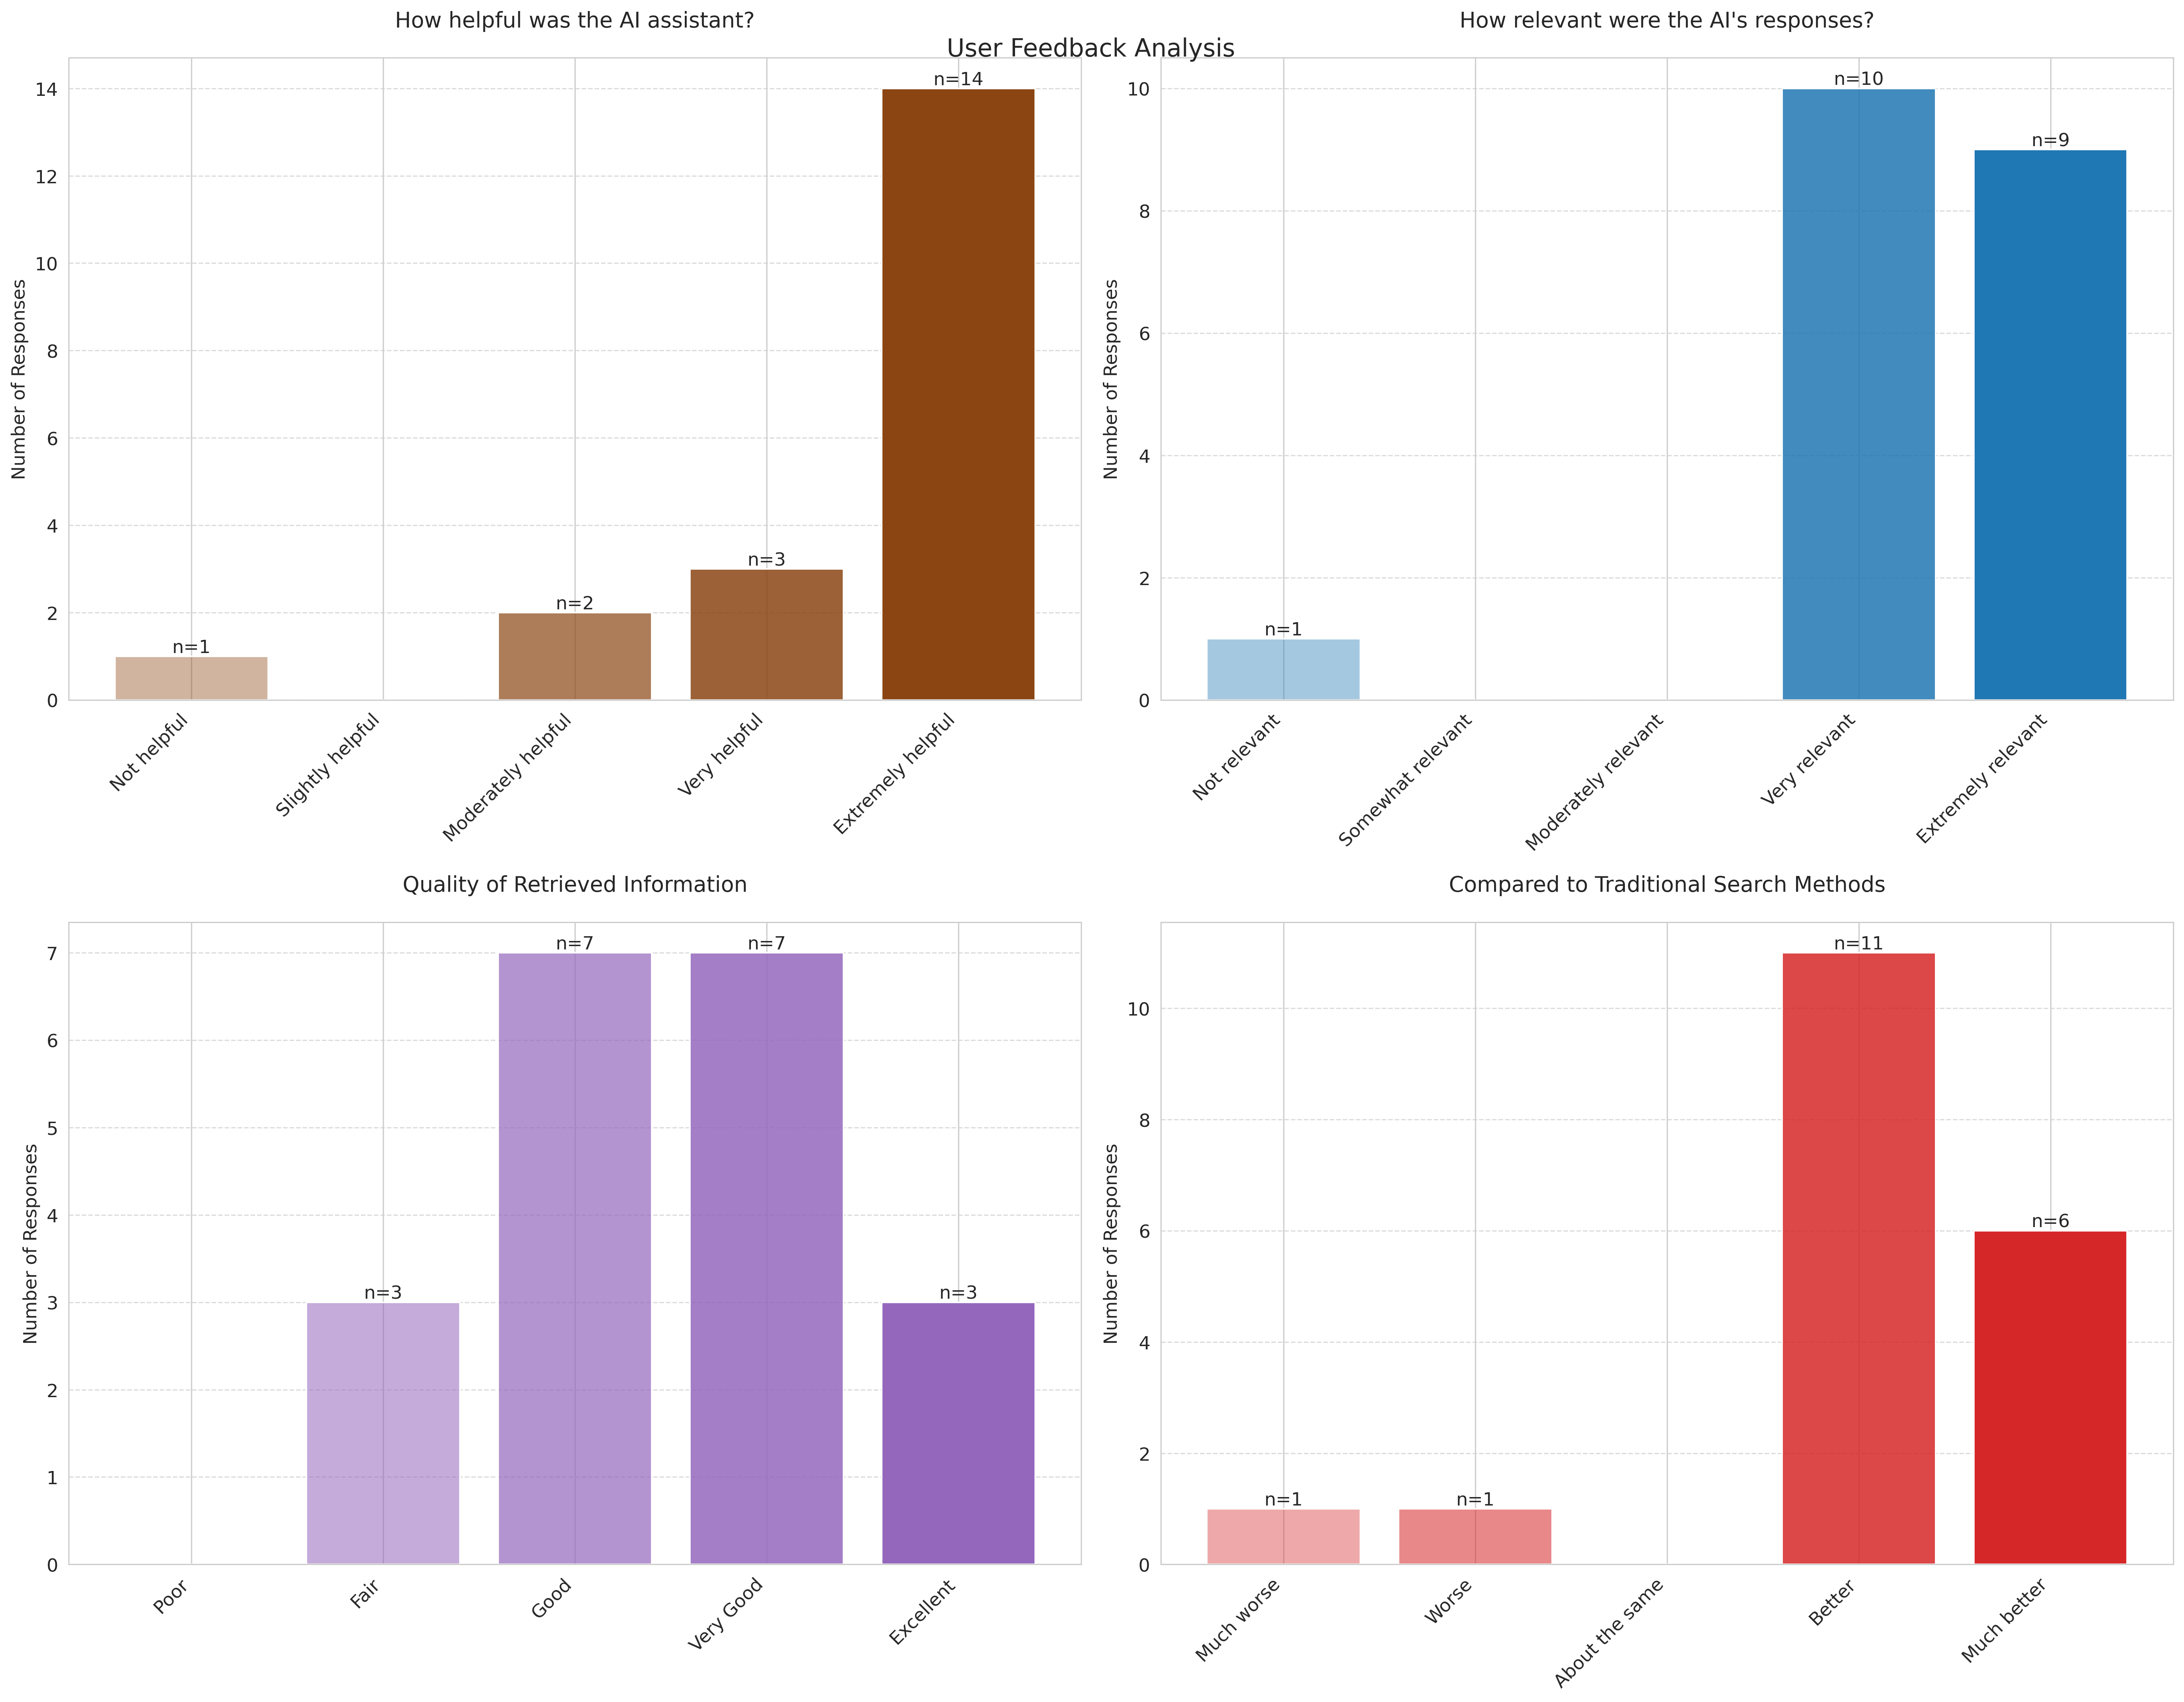 How helpful was the AI assistant?
How relevant were the AI's responses?
User Feedback Analysis
Number of Responses
14
12
10
8
6
4
2
0
n=1
n=2
n=3
n=14
Not helpful
Slightly helpful
Moderately helpful
Very helpful
Extremely helpful
Number of Responses
10
8
6
4
2
0
n=1
n=10
n=9
Not relevant
Somewhat relevant
Moderately relevant
Very relevant
Extremely relevant
Quality of Retrieved Information
Number of Responses
7
6
5
4
3
2
1
0
n=3
n=7
n=7
n=3
Poor
Fair
Good
Very Good
Excellent
Compared to Traditional Search Methods
Number of Responses
10
8
6
4
2
0
n=1
n=1
n=11
n=6
Much worse
Worse
About the same
Better
Much better